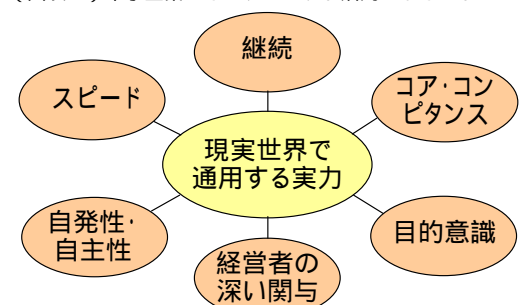 継続
スピード
コア・コン
ピタンス
現実世界で
通用する実力
自発性・
自主性
目的意識
経営者の
深い関与